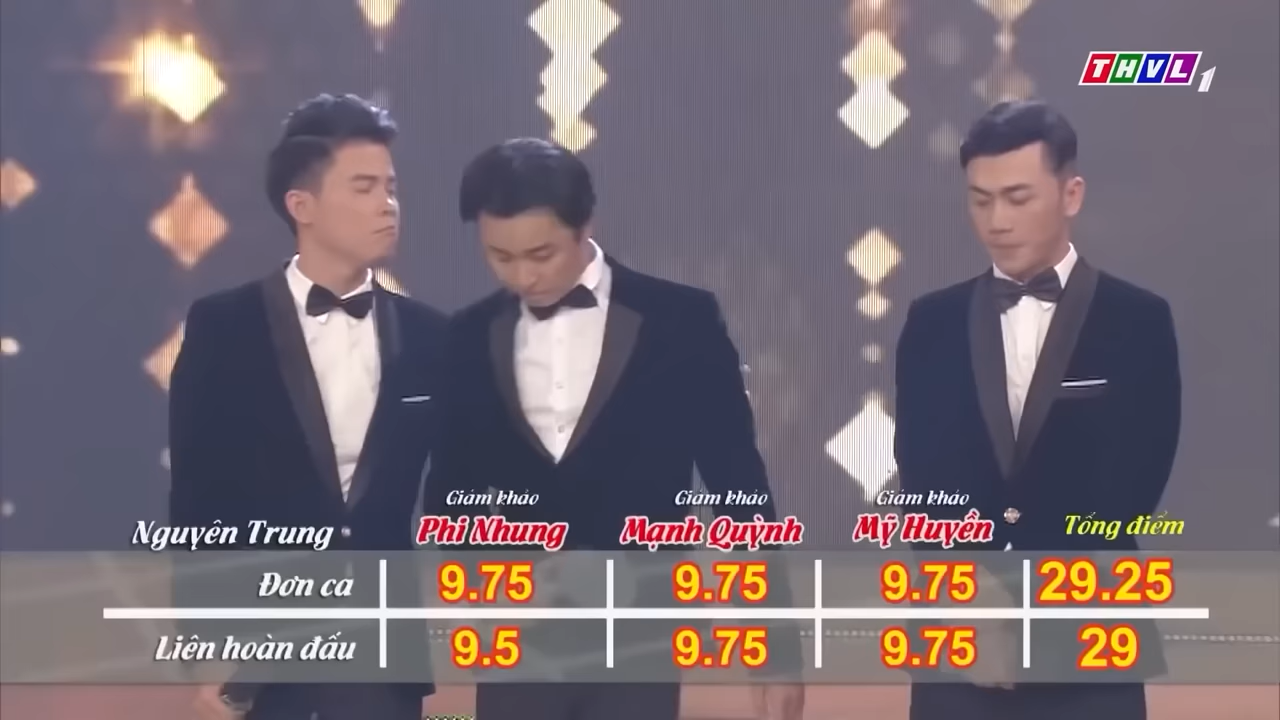 THVL1
Giám khảo Giám khảo Giám khảo
Nguyên Trung Phi Nhung Mạnh Quỳnh Mỹ Huyền Tổng điểm
Đơn ca 9.75 9.75 9.75 29.25
Liên hoàn đấu 9.5 9.75 9.75 29